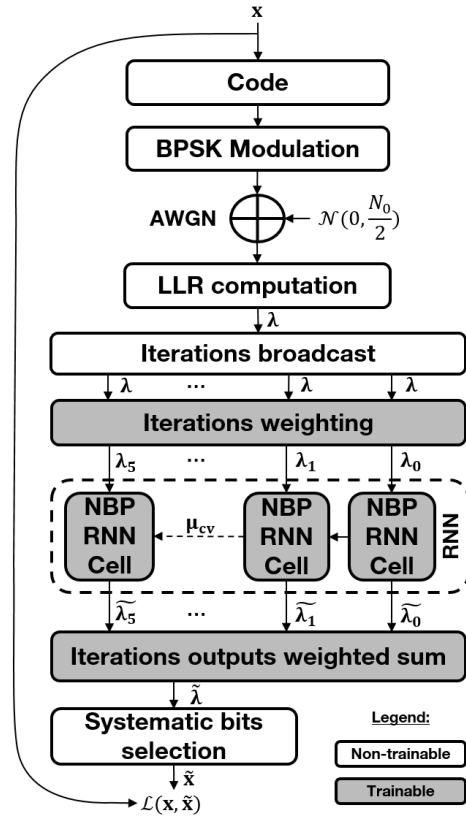 x
Code
BPSK Modulation
AWGN
𝒩(0, N₀/2)
LLR computation
λ
Iterations broadcast
λ ... λ λ
Iterations weighting
λ₅ ... λ₁ λ₀
NBP RNN Cell
μ_cv
NBP RNN Cell
NBP RNN Cell
RNN
λ̃₅ ... λ̃₁ λ̃₀
Iterations outputs weighted sum
λ̃
Systematic bits
selection
x̃
ℒ(x, x̃)
Legend:
Non-trainable
Trainable